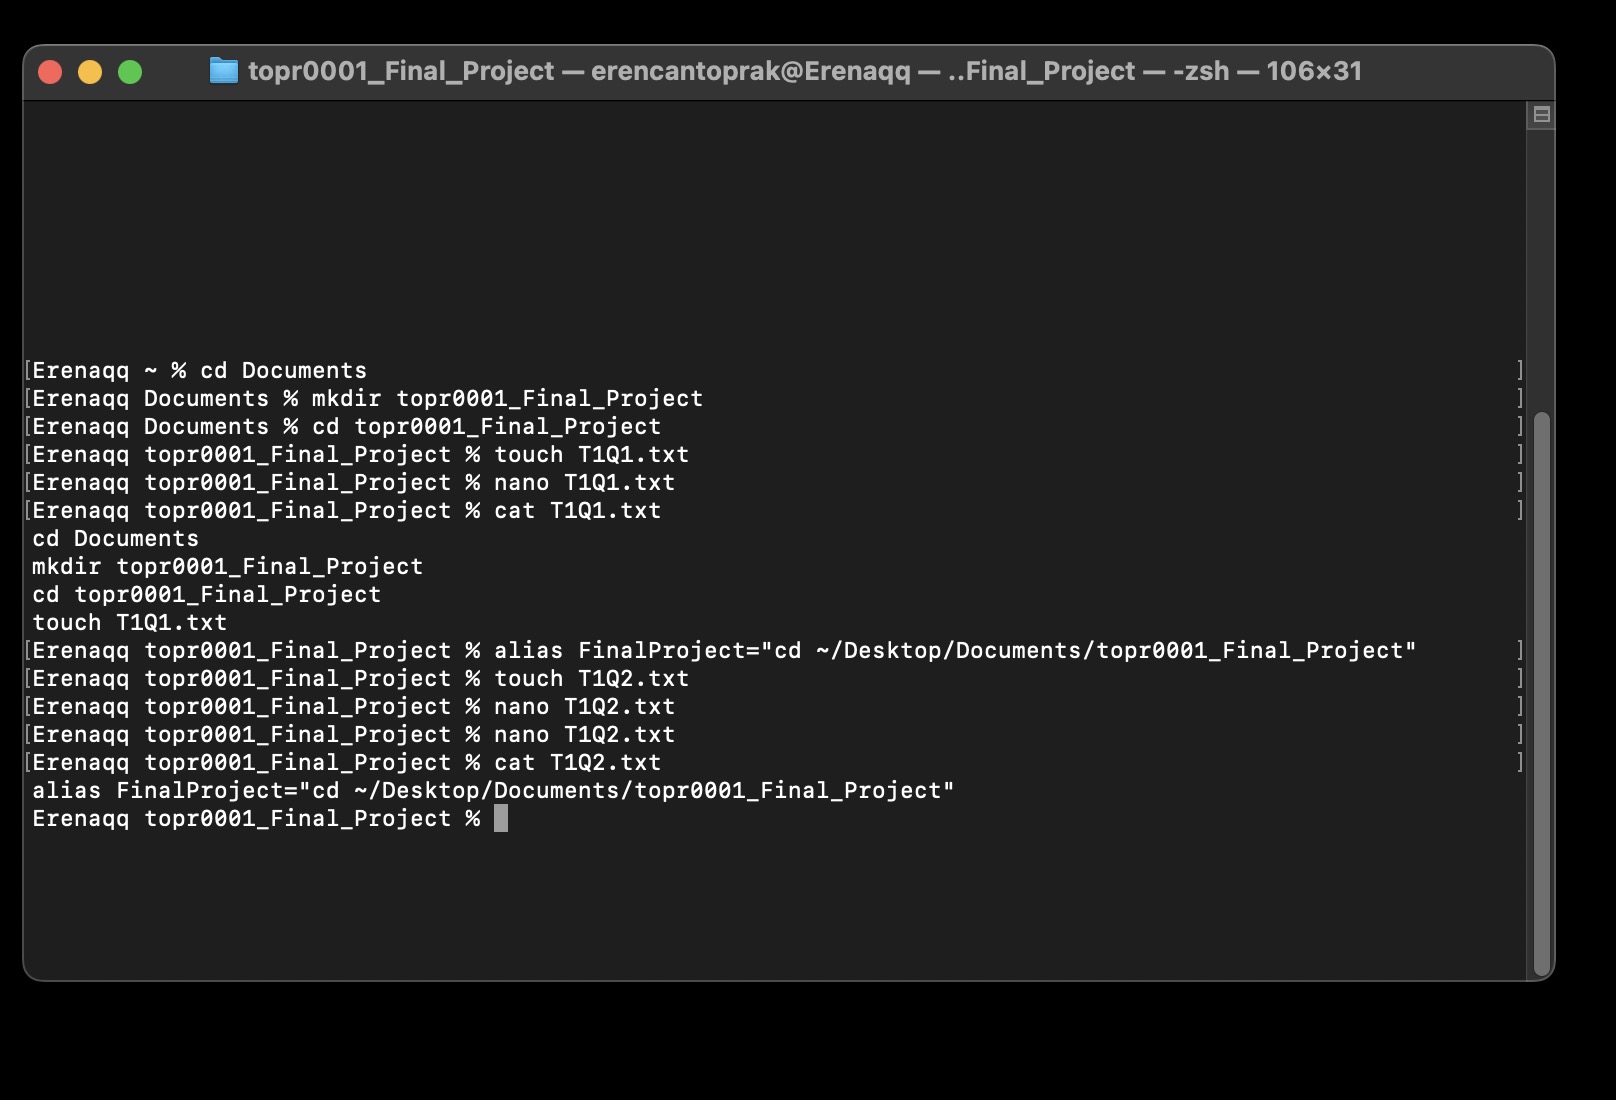 topr0001_Final_Project — erencantoprak@Erenaqq — ..Final_Project — -zsh — 106×31
[Erenaqq ~ % cd Documents ]
[Erenaqq Documents % mkdir topr0001_Final_Project ]
[Erenaqq Documents % cd topr0001_Final_Project ]
[Erenaqq topr0001_Final_Project % touch T1Q1.txt ]
[Erenaqq topr0001_Final_Project % nano T1Q1.txt ]
[Erenaqq topr0001_Final_Project % cat T1Q1.txt ]
cd Documents
mkdir topr0001_Final_Project
cd topr0001_Final_Project
touch T1Q1.txt
[Erenaqq topr0001_Final_Project % alias FinalProject="cd ~/Desktop/Documents/topr0001_Final_Project" ]
[Erenaqq topr0001_Final_Project % touch T1Q2.txt ]
[Erenaqq topr0001_Final_Project % nano T1Q2.txt ]
[Erenaqq topr0001_Final_Project % nano T1Q2.txt ]
[Erenaqq topr0001_Final_Project % cat T1Q2.txt ]
alias FinalProject="cd ~/Desktop/Documents/topr0001_Final_Project"
Erenaqq topr0001_Final_Project %